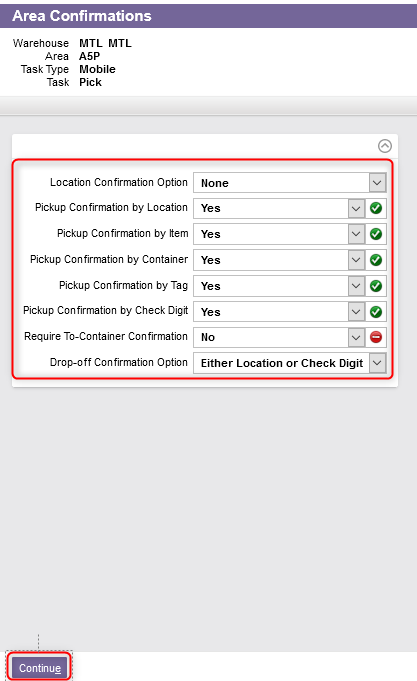 Area Confirmations
Warehouse MTL MTL
Area A5P
Task Type Mobile
Task Pick
Location Confirmation Option None
Pickup Confirmation by Location Yes
Pickup Confirmation by Item Yes
Pickup Confirmation by Container Yes
Pickup Confirmation by Tag Yes
Pickup Confirmation by Check Digit Yes
Require To-Container Confirmation No
Drop-off Confirmation Option Either Location or Check Digit
Continue